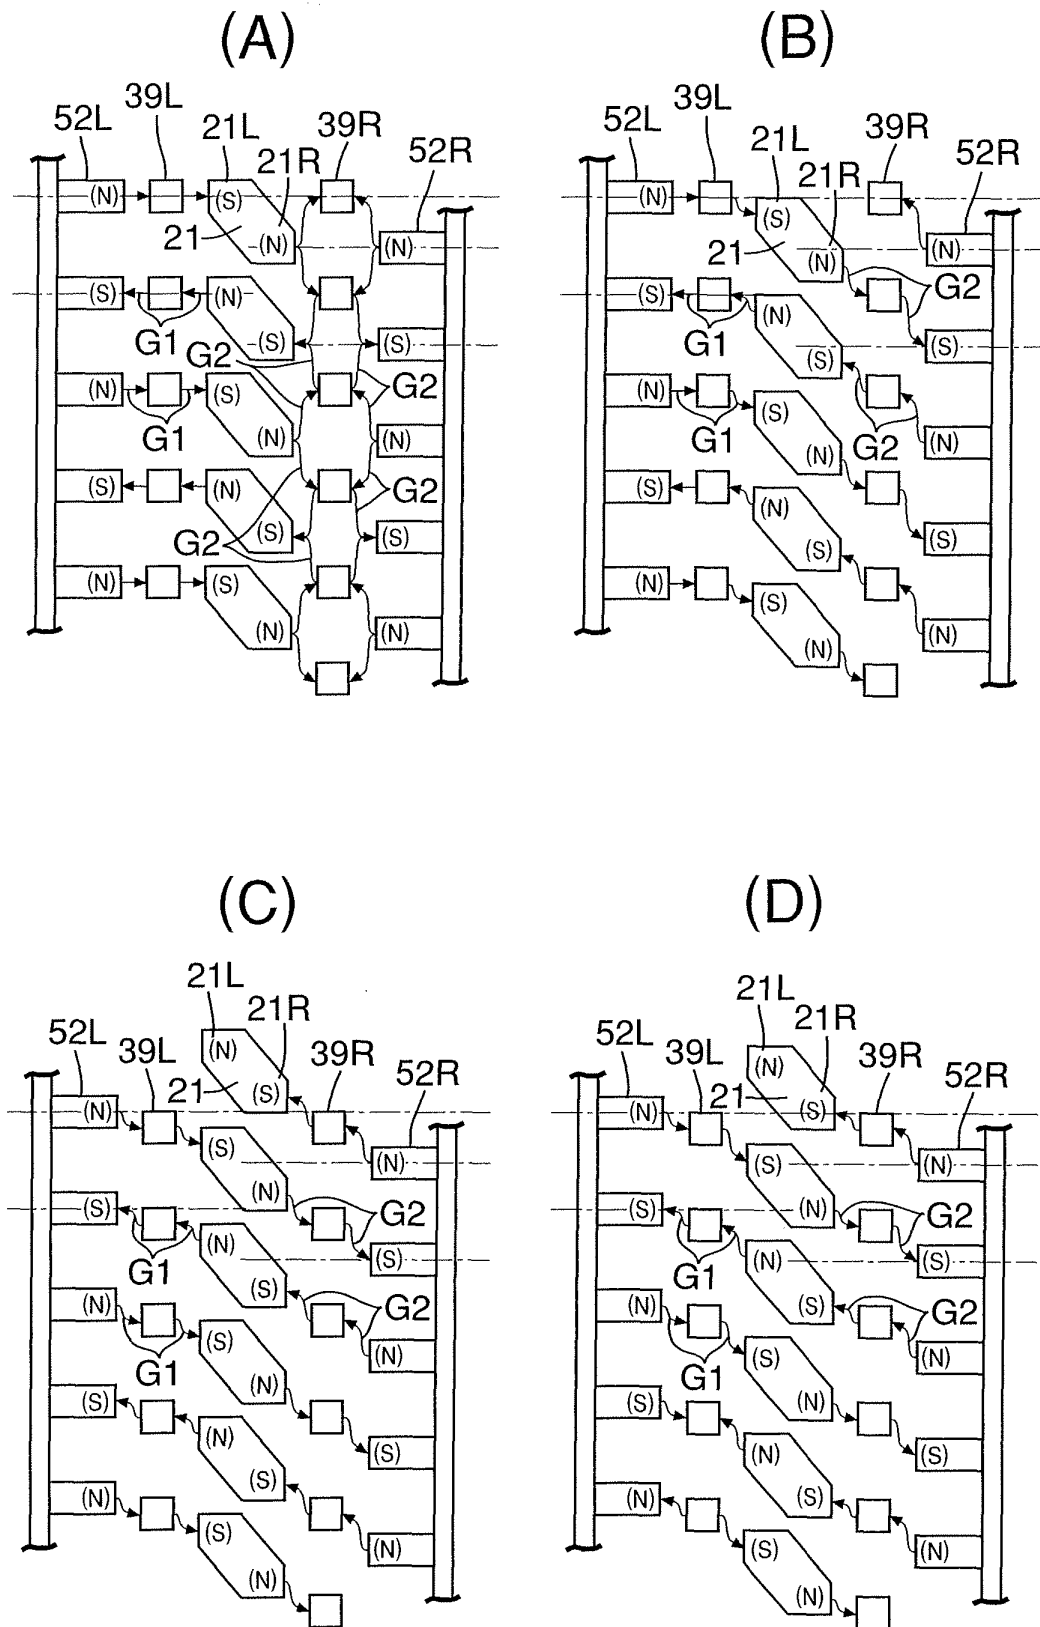 (A) (B)
39L 39L
52L 21L 39R 52L 21L 39R
21R 52R 21R 52R
(N) (S) (N) (S)
21 (N) (N) 21 (N) (N)
(S) (N) (S) G2
G1 (S) (S) G1 (N) (S)
G2 G2 (S)
(N) (S) (N) (S)
G1 (N) (N) G1 (N) G2 (N)
(S) (N) G2 (S) (N)
G2 (S) (S) (S) (S)
(N) (S) (N) (S)
(N) (N) (N) (N)
(C) (D)
21L 21L
52L 21R 52L 21R
39L (N) 39R 39L (N) 39R
21 (S) 52R 21 (S) 52R
(N) (N)
(S) (N) (S) (N)
(S) (N) G2 (S) (N) G2
G1 (N) (S) G1 (N) (S)
(N) (S) G2 (N) (S) G2
G1 (S) (N) G1 (S) (N)
(S) (N) (S) (N)
(N) (S) (N) (S)
(N) (S) (N) (S)
(S) (N) (S) (N)
(N) (N)